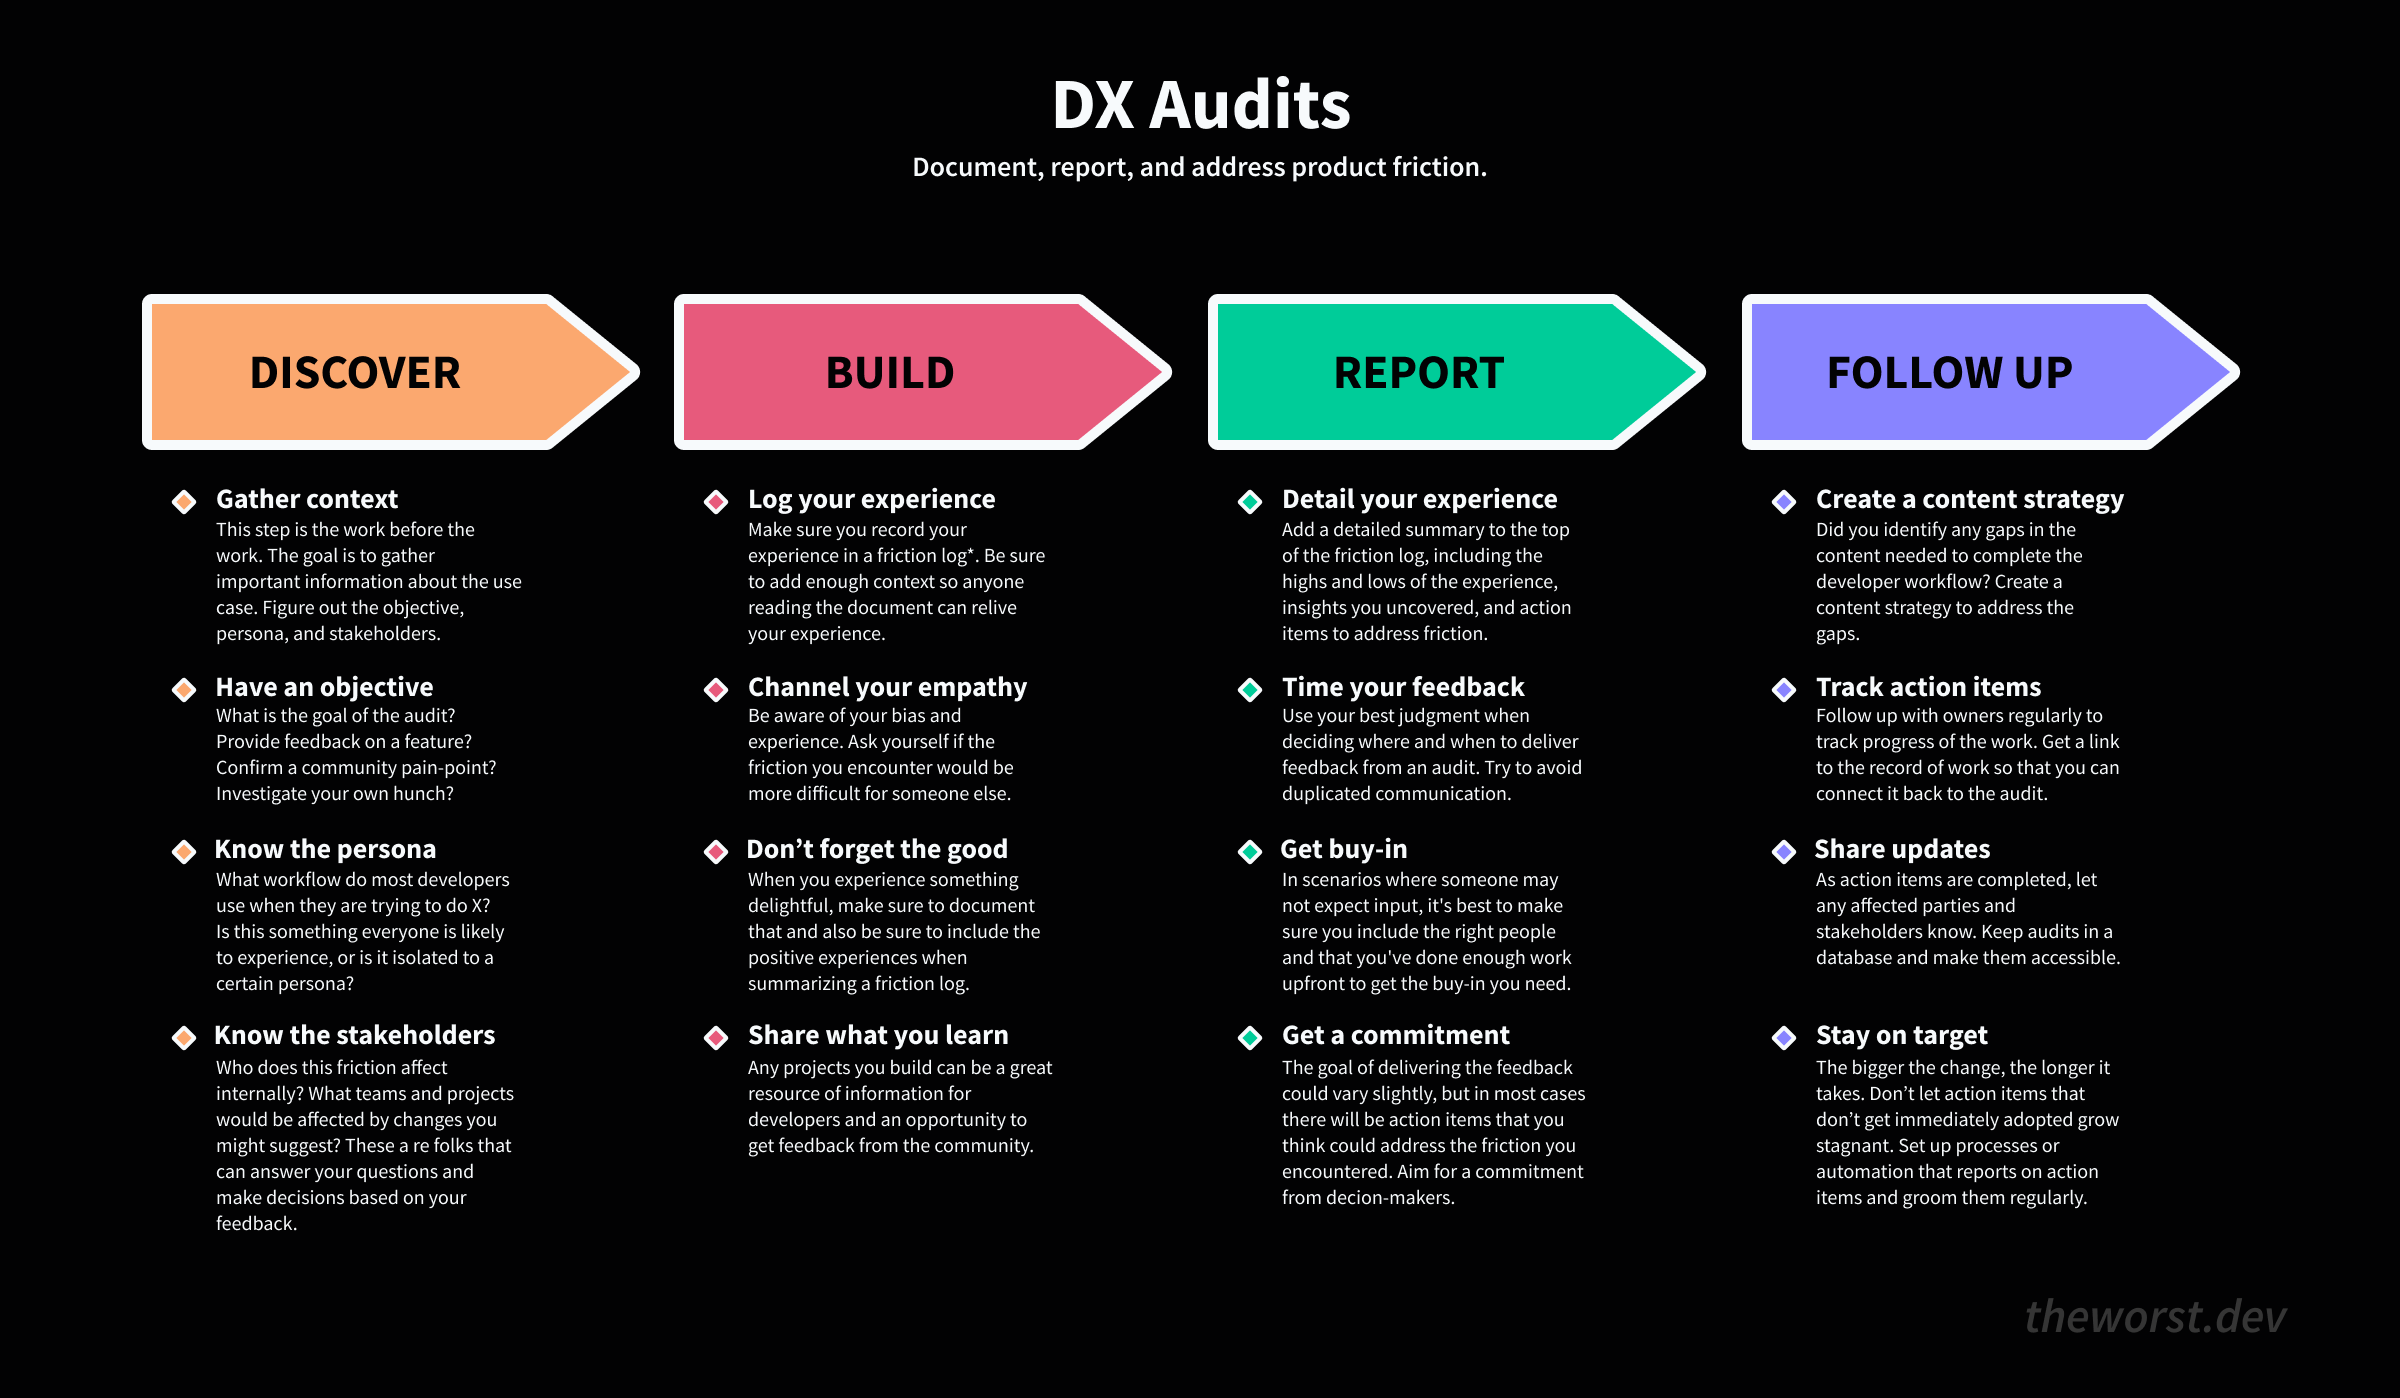 DX Audits
Document, report, and address product friction.
DISCOVER
Gather context
This step is the work before the
work. The goal is to gather
important information about the use
case. Figure out the objective,
persona, and stakeholders.
Have an objective
What is the goal of the audit?
Provide feedback on a feature?
Confirm a community pain-point?
Investigate your own hunch?
Know the persona
What workflow do most developers
use when they are trying to do X?
Is this something everyone is likely
to experience, or is it isolated to a
certain persona?
Know the stakeholders
Who does this friction affect
internally? What teams and projects
would be affected by changes you
might suggest? These a re folks that
can answer your questions and
make decisions based on your
feedback.
BUILD
Log your experience
Make sure you record your
experience in a friction log*. Be sure
to add enough context so anyone
reading the document can relive
your experience.
Channel your empathy
Be aware of your bias and
experience. Ask yourself if the
friction you encounter would be
more difficult for someone else.
Don’t forget the good
When you experience something
delightful, make sure to document
that and also be sure to include the
positive experiences when
summarizing a friction log.
Share what you learn
Any projects you build can be a great
resource of information for
developers and an opportunity to
get feedback from the community.
REPORT
Detail your experience
Add a detailed summary to the top
of the friction log, including the
highs and lows of the experience,
insights you uncovered, and action
items to address friction.
Time your feedback
Use your best judgment when
deciding where and when to deliver
feedback from an audit. Try to avoid
duplicated communication.
Get buy-in
In scenarios where someone may
not expect input, it's best to make
sure you include the right people
and that you've done enough work
upfront to get the buy-in you need.
Get a commitment
The goal of delivering the feedback
could vary slightly, but in most cases
there will be action items that you
think could address the friction you
encountered. Aim for a commitment
from decion-makers.
FOLLOW UP
Create a content strategy
Did you identify any gaps in the
content needed to complete the
developer workflow? Create a
content strategy to address the
gaps.
Track action items
Follow up with owners regularly to
track progress of the work. Get a link
to the record of work so that you can
connect it back to the audit.
Share updates
As action items are completed, let
any affected parties and
stakeholders know. Keep audits in a
database and make them accessible.
Stay on target
The bigger the change, the longer it
takes. Don’t let action items that
don’t get immediately adopted grow
stagnant. Set up processes or
automation that reports on action
items and groom them regularly.
theworst.dev